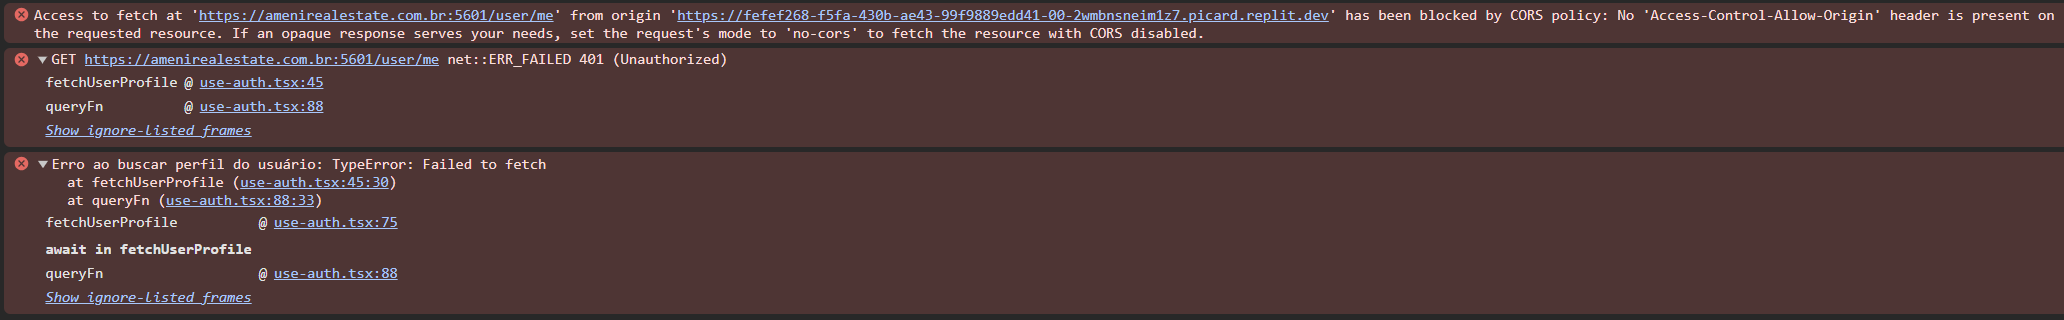 Access to fetch at 'https://amenirealestate.com.br:5601/user/me' from origin 'https://fefef268-f5fa-430b-ae43-99f9889edd41-00-2wmbnsneim1z7.picard.replit.dev' has been blocked by CORS policy: No 'Access-Control-Allow-Origin' header is present on
the requested resource. If an opaque response serves your needs, set the request's mode to 'no-cors' to fetch the resource with CORS disabled.
▼GET https://amenirealestate.com.br:5601/user/me net::ERR_FAILED 401 (Unauthorized)
fetchUserProfile @ use-auth.tsx:45
queryFn @ use-auth.tsx:88
Show ignore-listed frames
▼Erro ao buscar perfil do usuário: TypeError: Failed to fetch
at fetchUserProfile (use-auth.tsx:45:30)
at queryFn (use-auth.tsx:88:33)
fetchUserProfile @ use-auth.tsx:75
await in fetchUserProfile
queryFn @ use-auth.tsx:88
Show ignore-listed frames